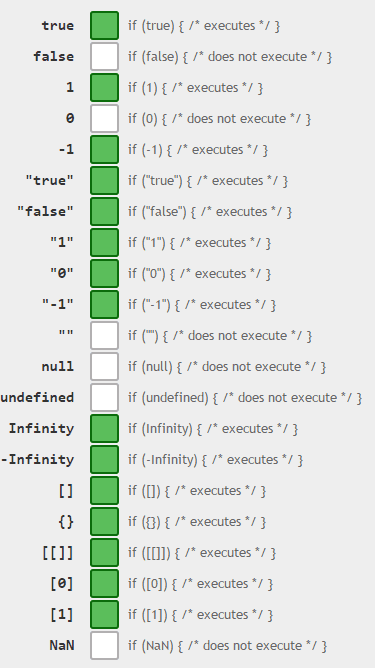 true if (true) { /* executes */ }
false if (false) { /* does not execute */ }
1 if (1) { /* executes */ }
0 if (0) { /* does not execute */ }
-1 if (-1) { /* executes */ }
"true" if ("true") { /* executes */ }
"false" if ("false") { /* executes */ }
"1" if ("1") { /* executes */ }
"0" if ("0") { /* executes */ }
"-1" if ("-1") { /* executes */ }
"" if ("") { /* does not execute */ }
null if (null) { /* does not execute */ }
undefined if (undefined) { /* does not execute */ }
Infinity if (Infinity) { /* executes */ }
-Infinity if (-Infinity) { /* executes */ }
[] if ([]) { /* executes */ }
{} if ({}) { /* executes */ }
[[]] if ([[]]) { /* executes */ }
[0] if ([0]) { /* executes */ }
[1] if ([1]) { /* executes */ }
NaN if (NaN) { /* does not execute */ }